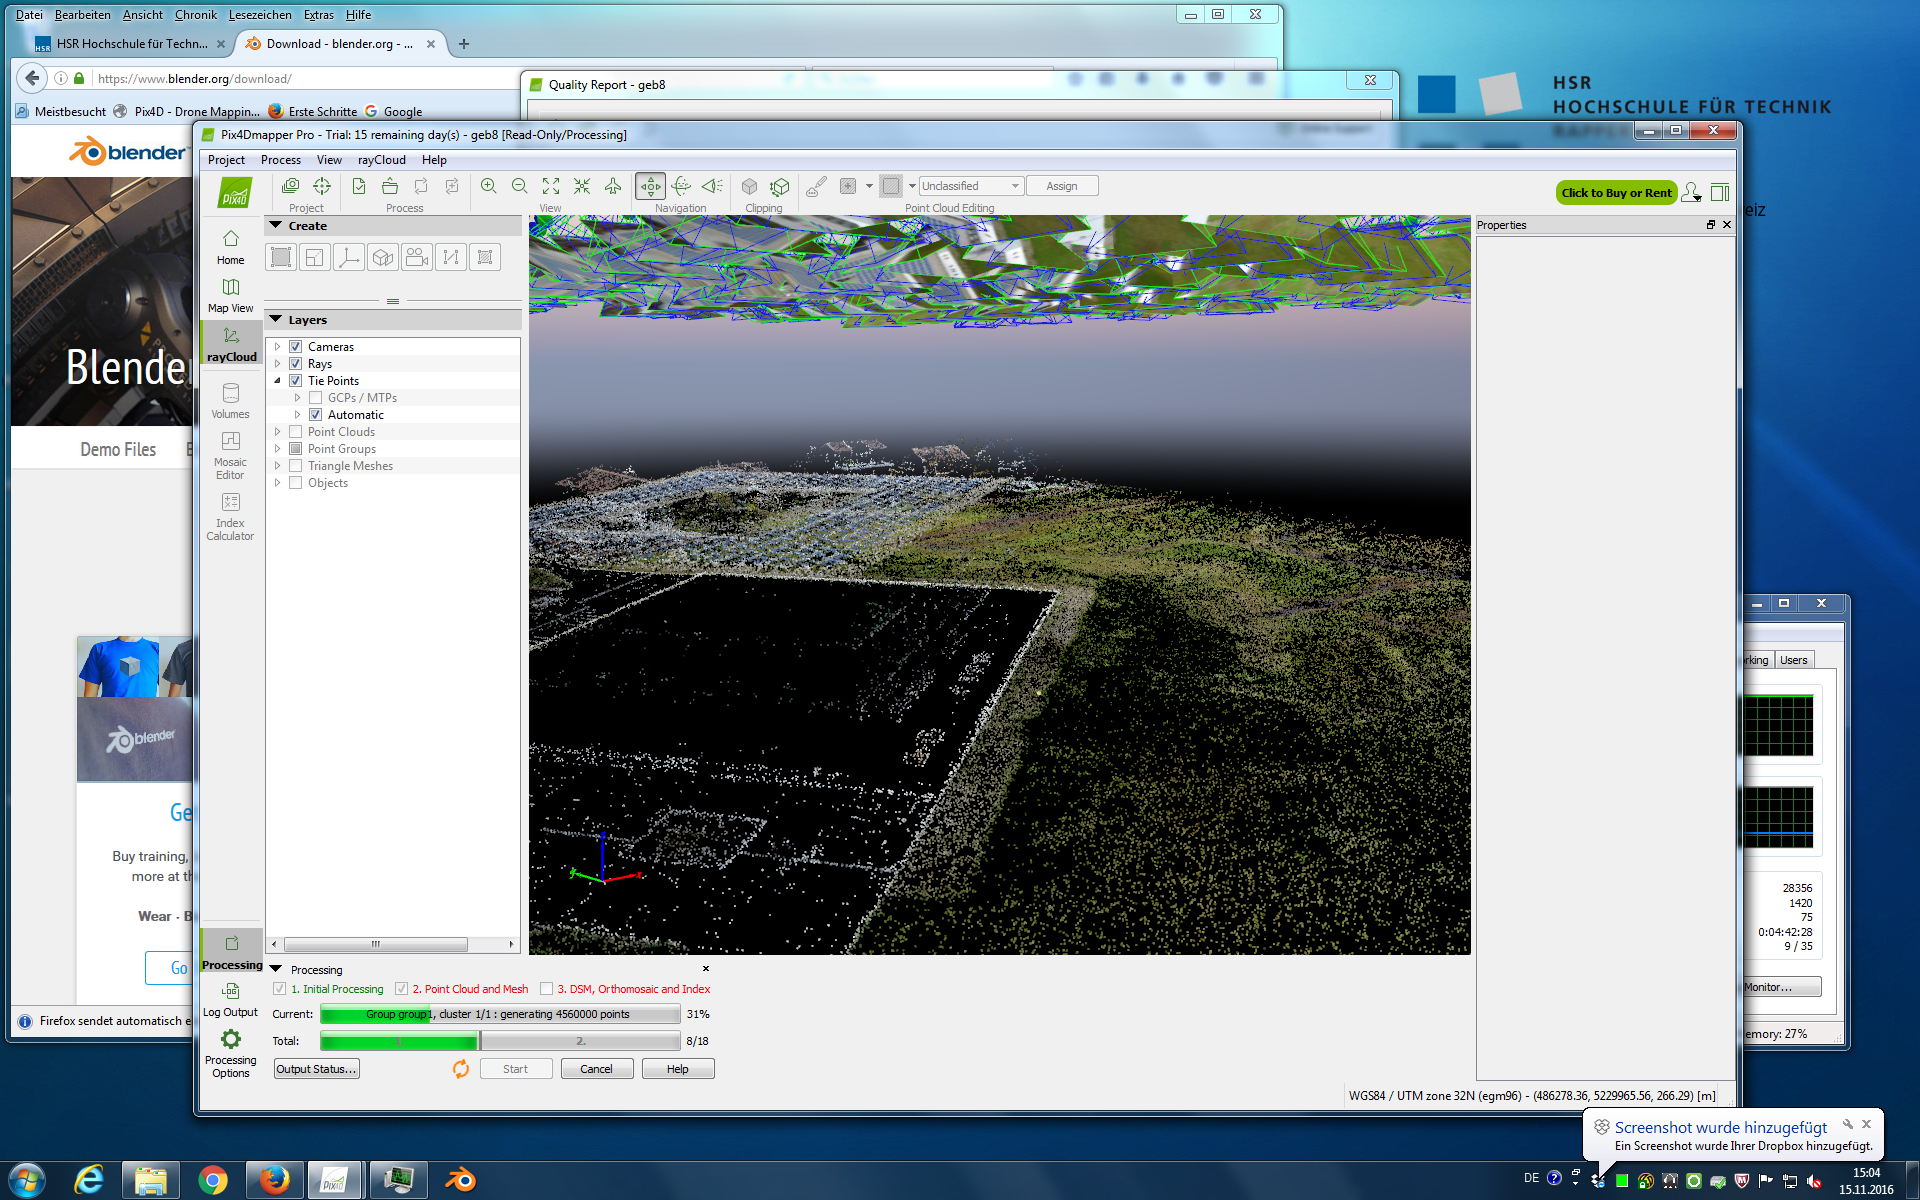 Datei Bearbeiten Ansicht Chronik Lesezeichen Extras Hilfe
HSR Hochschule für Techn...
Download - blender.org - ...
https://www.blender.org/download/
Meistbesucht Pix4D - Drone Mappin... Erste Schritte Google
Quality Report - geb8
HSR
HOCHSCHULE FÜR TECHNIK
Pix4Dmapper Pro - Trial: 15 remaining day(s) - geb8 [Read-Only/Processing]
Project Process View rayCloud Help
PIX4D
Unclassified
Assign
Click to Buy or Rent
Project Process View Navigation Clipping Point Cloud Editing
eiz
blender
Blender
Demo Files
Home
Map View
rayCloud
Volumes
Mosaic
Editor
Index
Calculator
Create
Layers
Cameras
Rays
Tie Points
GCPs / MTPs
Automatic
Point Clouds
Point Groups
Triangle Meshes
Objects
Properties
x
blender
Ge
Buy training,
more at th
Wear - B
Go
Firefox sendet automatisch e
Processing
Log Output
Processing
Options
Processing
1. Initial Processing 2. Point Cloud and Mesh 3. DSM, Orthomosaic and Index
Current: Group group1, cluster 1/1 : generating 4560000 points 31%
Total: 2. 8/18
Output Status... Start Cancel Help
WGS84 / UTM zone 32N (egm96) - (486278.36, 5229965.56, 266.29) [m]
rking Users
28356
1420
75
0:04:42:28
9 / 35
Monitor...
emory: 27%
Screenshot wurde hinzugefügt
Ein Screenshot wurde Ihrer Dropbox hinzugefügt.
DE
15:04
15.11.2016